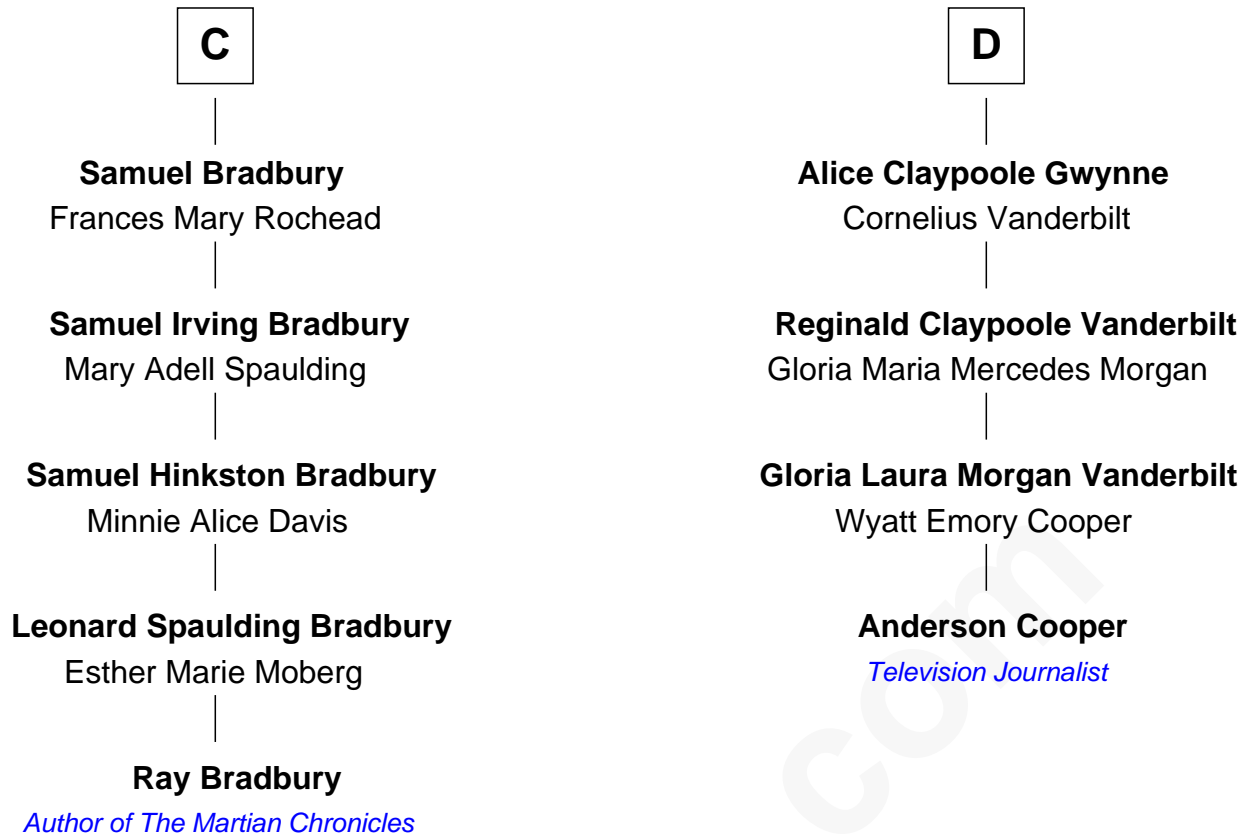 C
Samuel Bradbury
Frances Mary Rochead
Samuel Irving Bradbury
Mary Adell Spaulding
Samuel Hinkston Bradbury
Minnie Alice Davis
Leonard Spaulding Bradbury
Esther Marie Moberg
Ray Bradbury
Author of The Martian Chronicles
D
Alice Claypoole Gwynne
Cornelius Vanderbilt
Reginald Claypoole Vanderbilt
Gloria Maria Mercedes Morgan
Gloria Laura Morgan Vanderbilt
Wyatt Emory Cooper
Anderson Cooper
Television Journalist
com